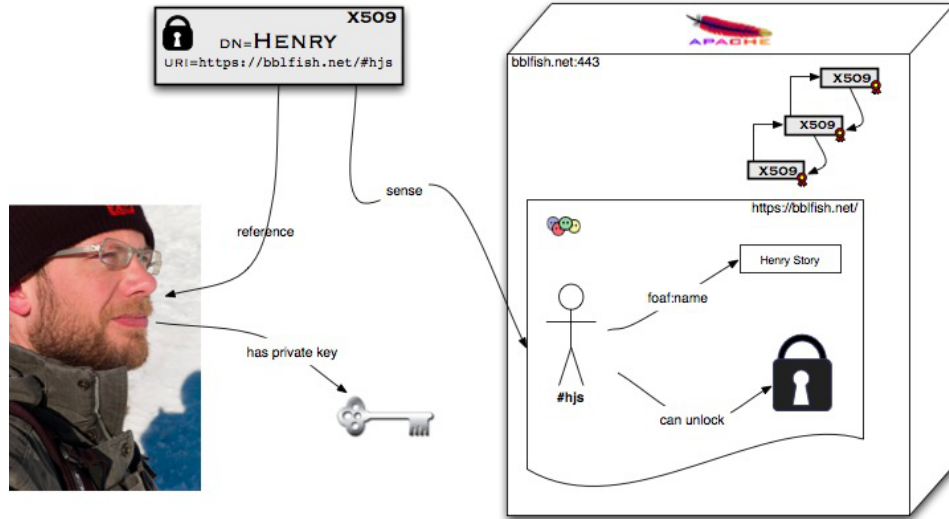 X509
DN=HENRY
URI=https://bblfish.net/#hjs
APACHE
bblfish.net:443
X509
X509
X509
sense
https://bblfish.net/
reference
Henry Story
foaf:name
has private key
#hjs
can unlock